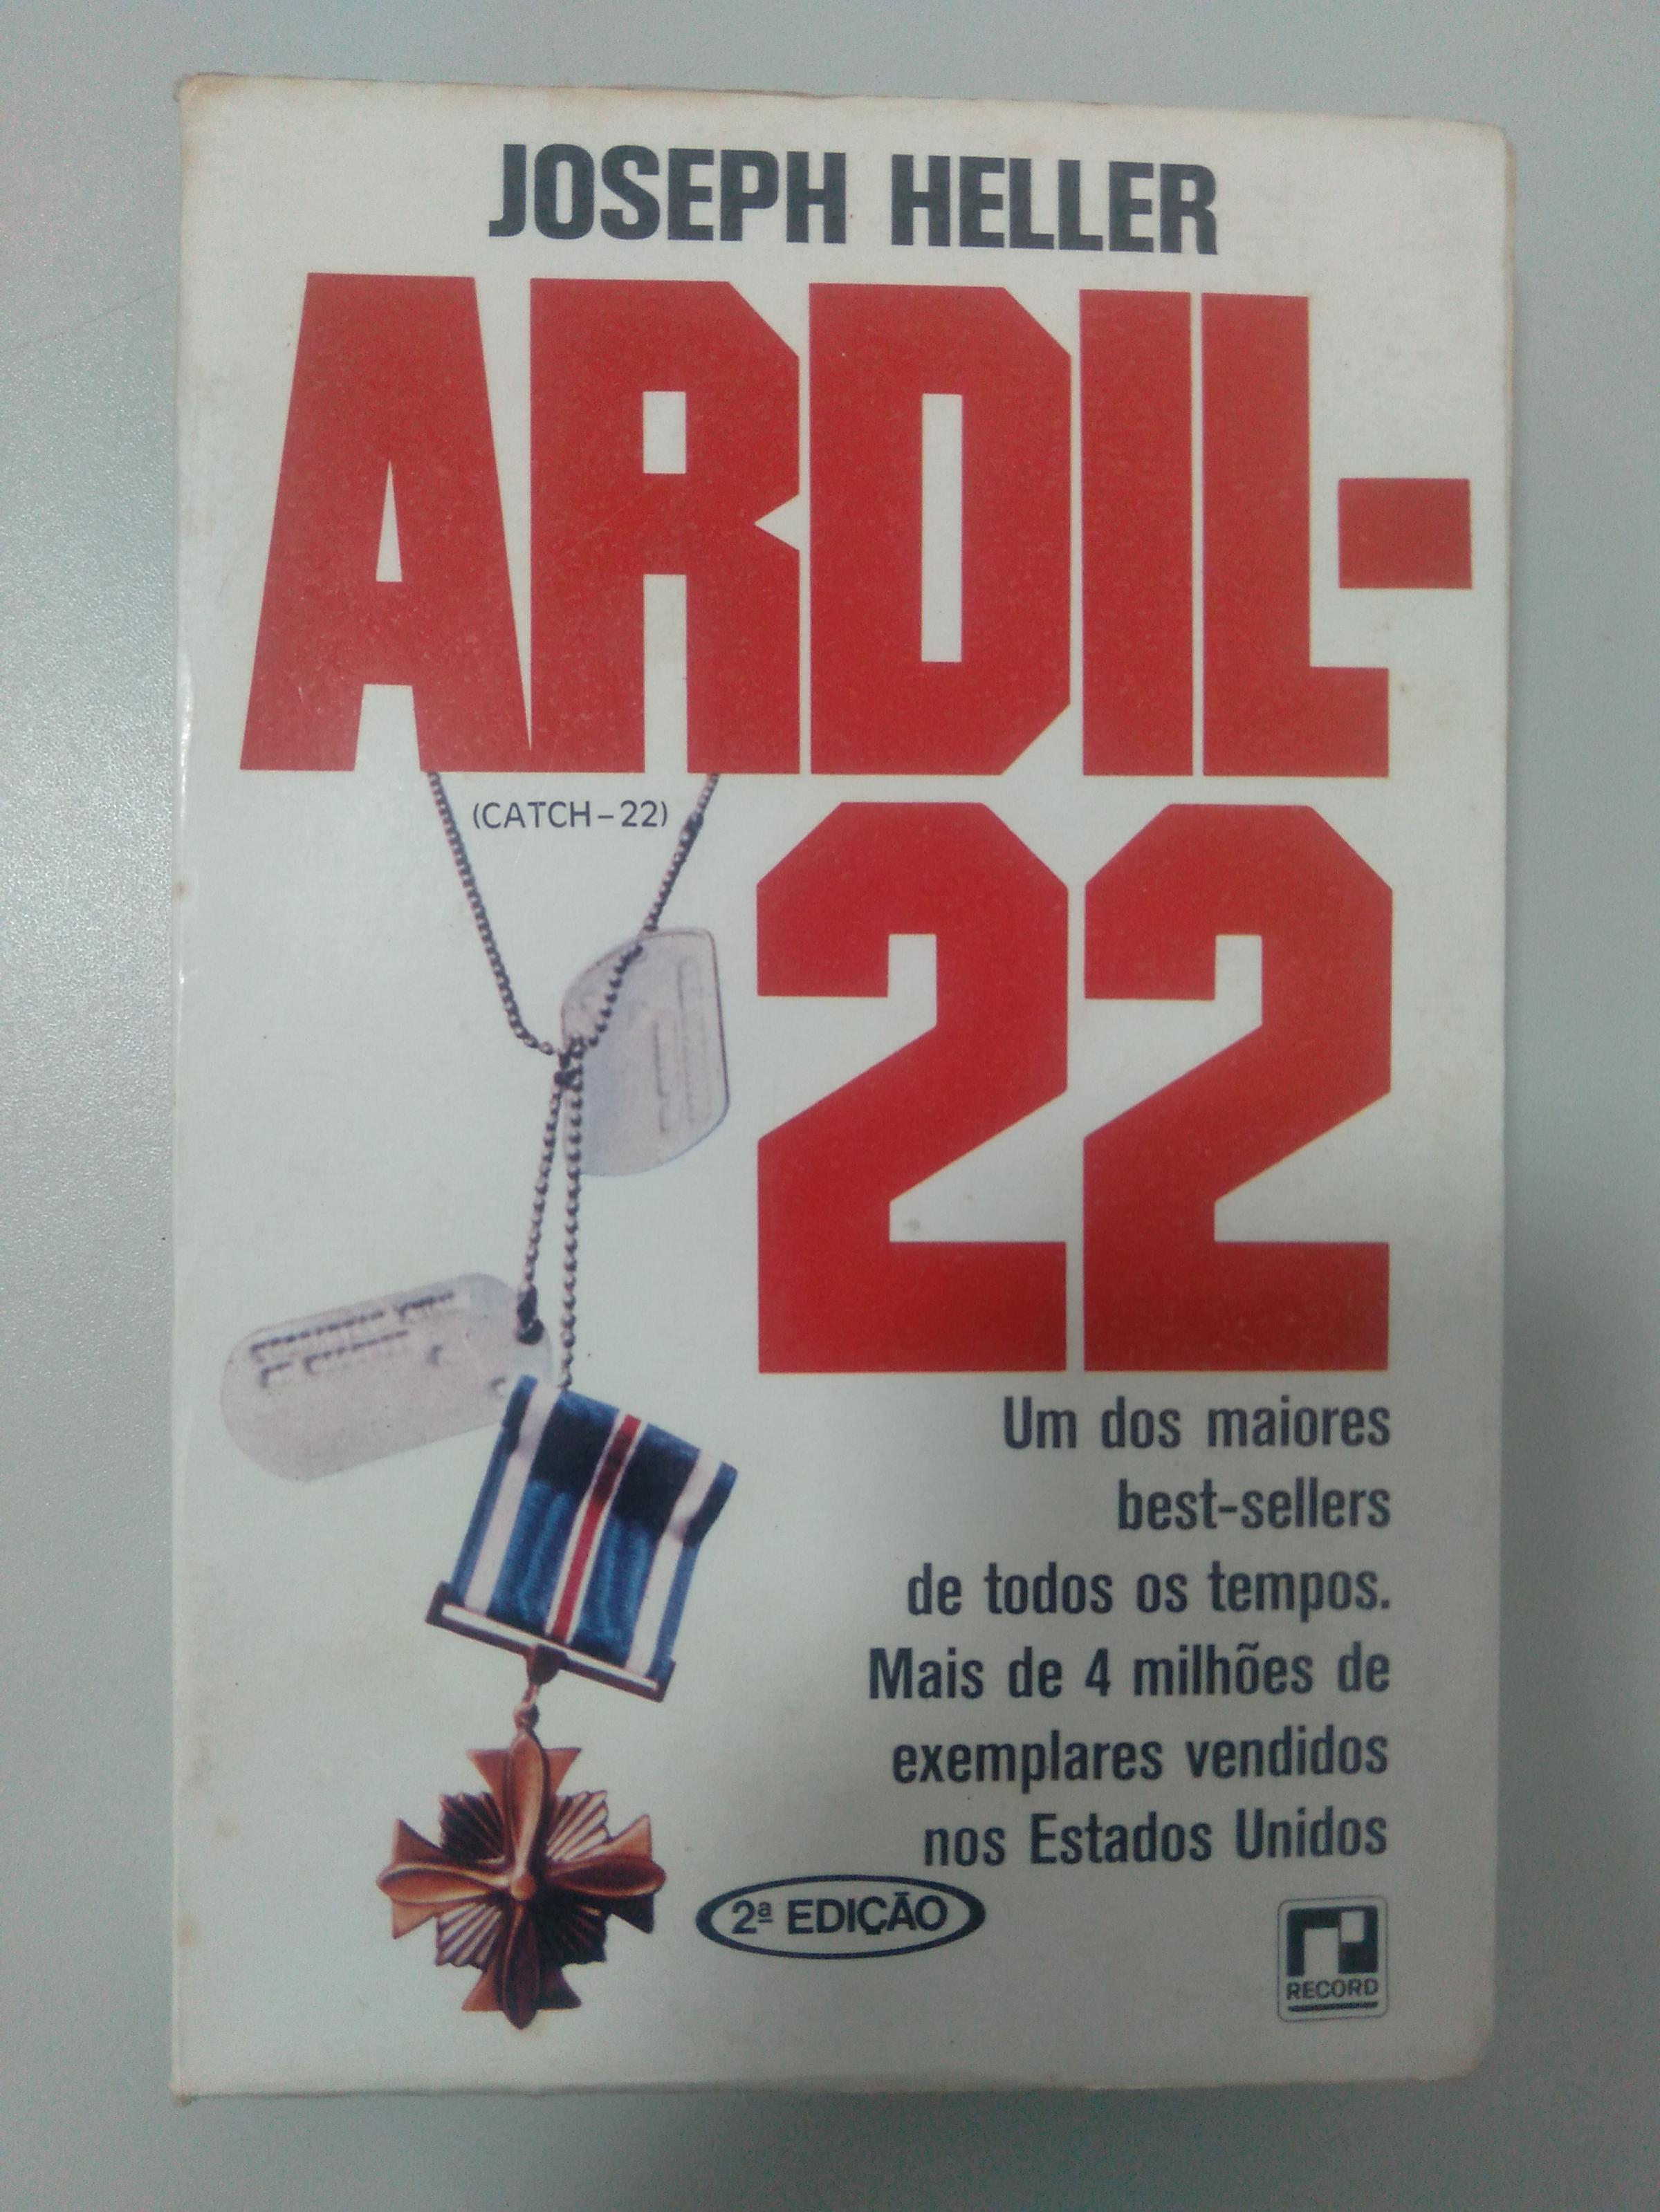 JOSEPH HELLER
ARDIL-
(CATCH-22)
22
Um dos maiores
best-sellers
de todos os tempos.
Mais de 4 milhões de
exemplares vendidos
nos Estados Unidos
2ª EDIÇÃO
RECORD